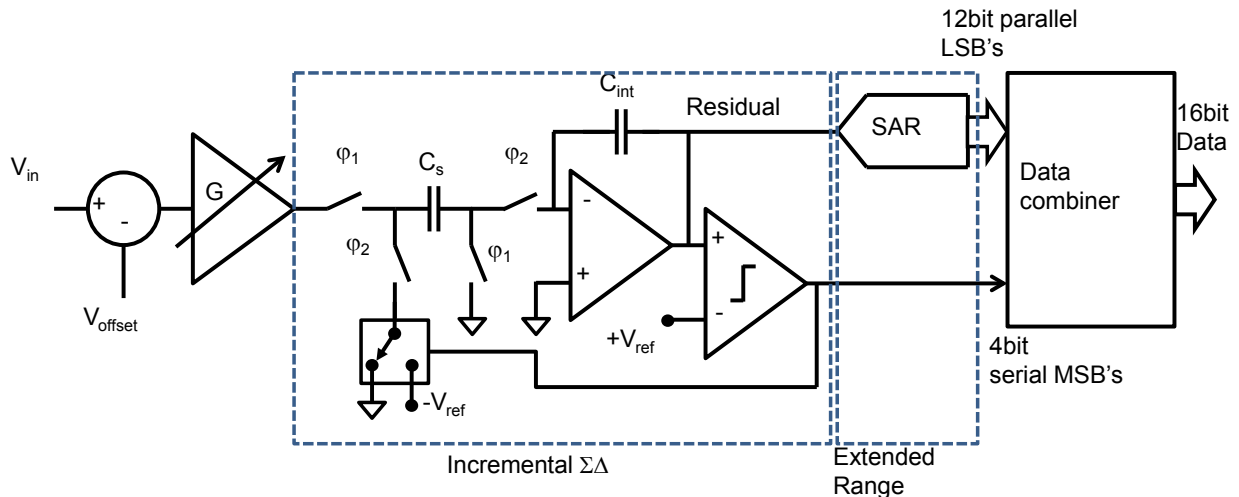 12bit parallel
LSB's
C_int
Residual
SAR
16bit
Data
V_in
+
-
G
φ1
C_s
φ2
-
+
Data
combiner
φ2
φ1
V_offset
+
-
+V_ref
-V_ref
4bit
serial MSB's
Incremental ΣΔ
Extended
Range